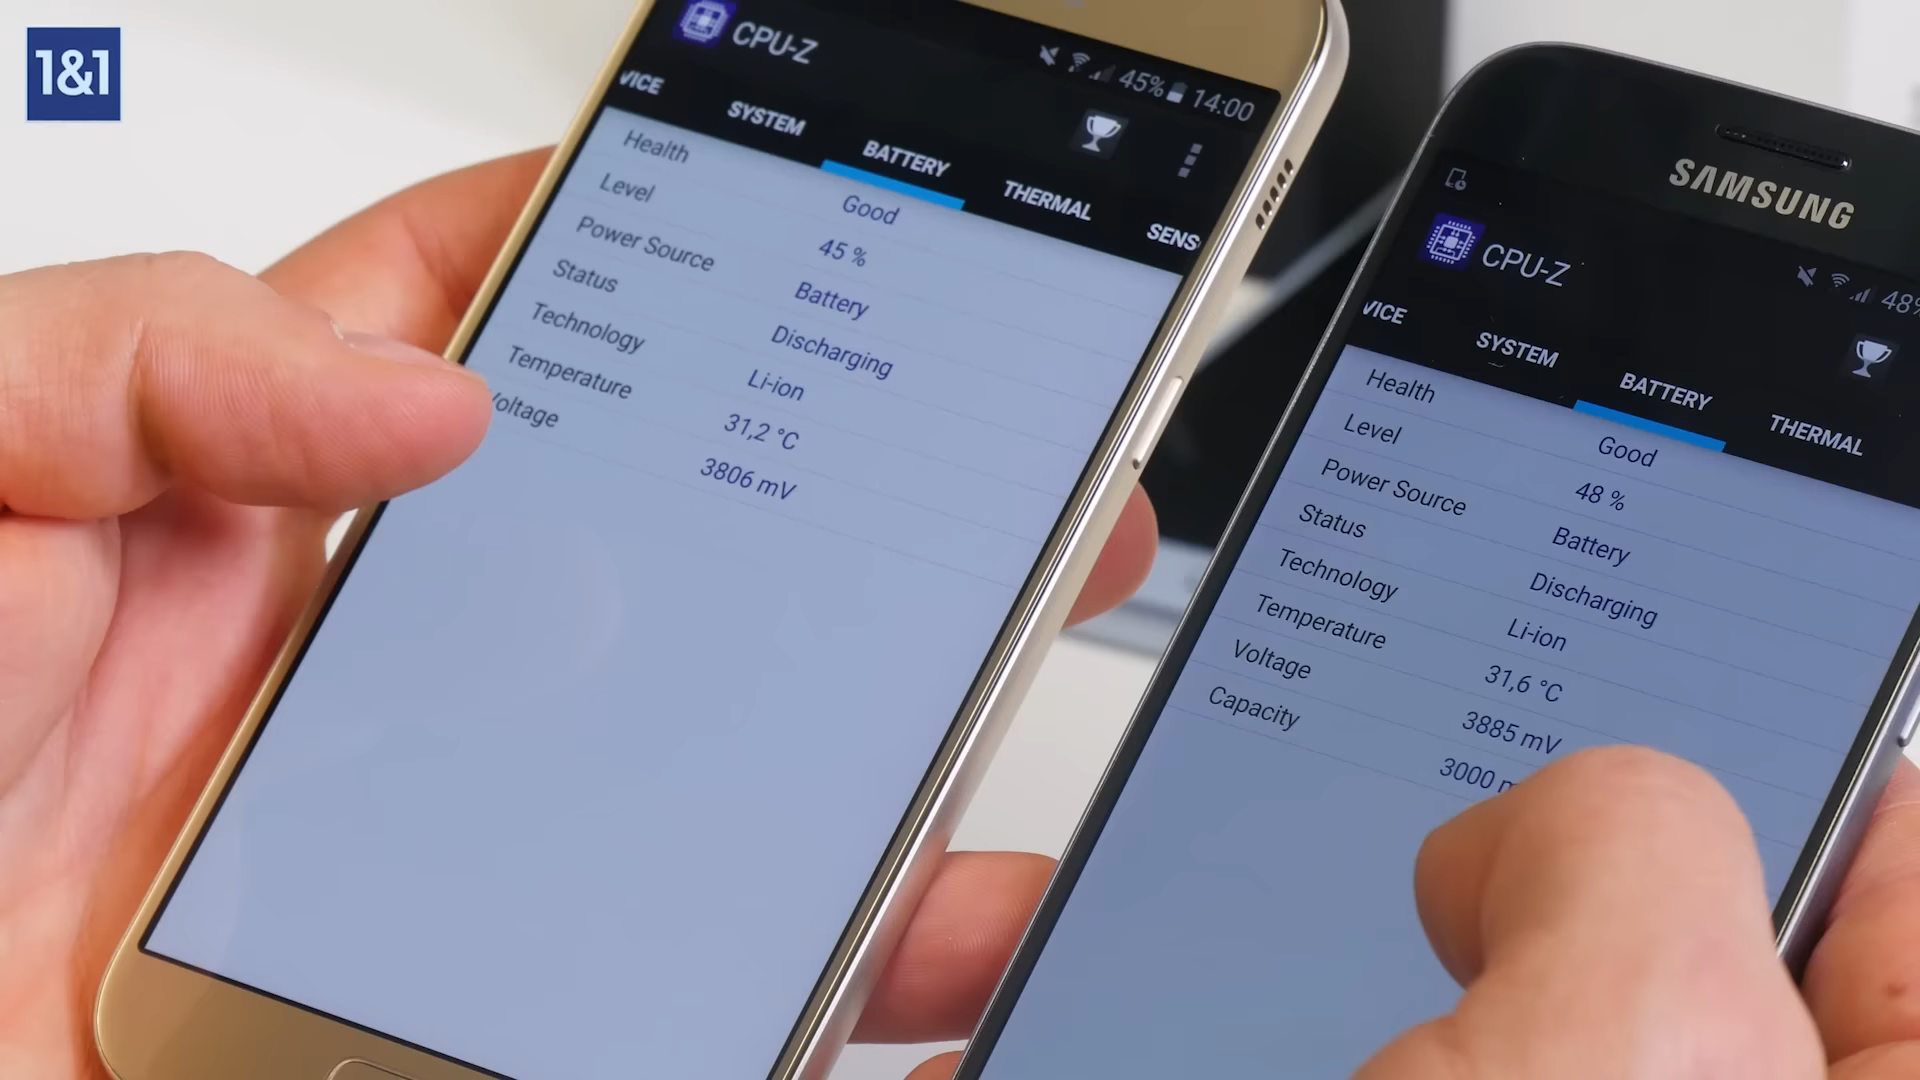 1&1
CPU-Z
45% 14:00
VICE SYSTEM BATTERY THERMAL SENS
Health Good
Level 45 %
Power Source Battery
Status Discharging
Technology Li-ion
Temperature 31,2 °C
Voltage 3806 mV
SAMSUNG
CPU-Z
48%
VICE SYSTEM BATTERY THERMAL
Health Good
Level 48 %
Power Source Battery
Status Discharging
Technology Li-ion
Temperature 31,6 °C
Voltage 3885 mV
Capacity 3000